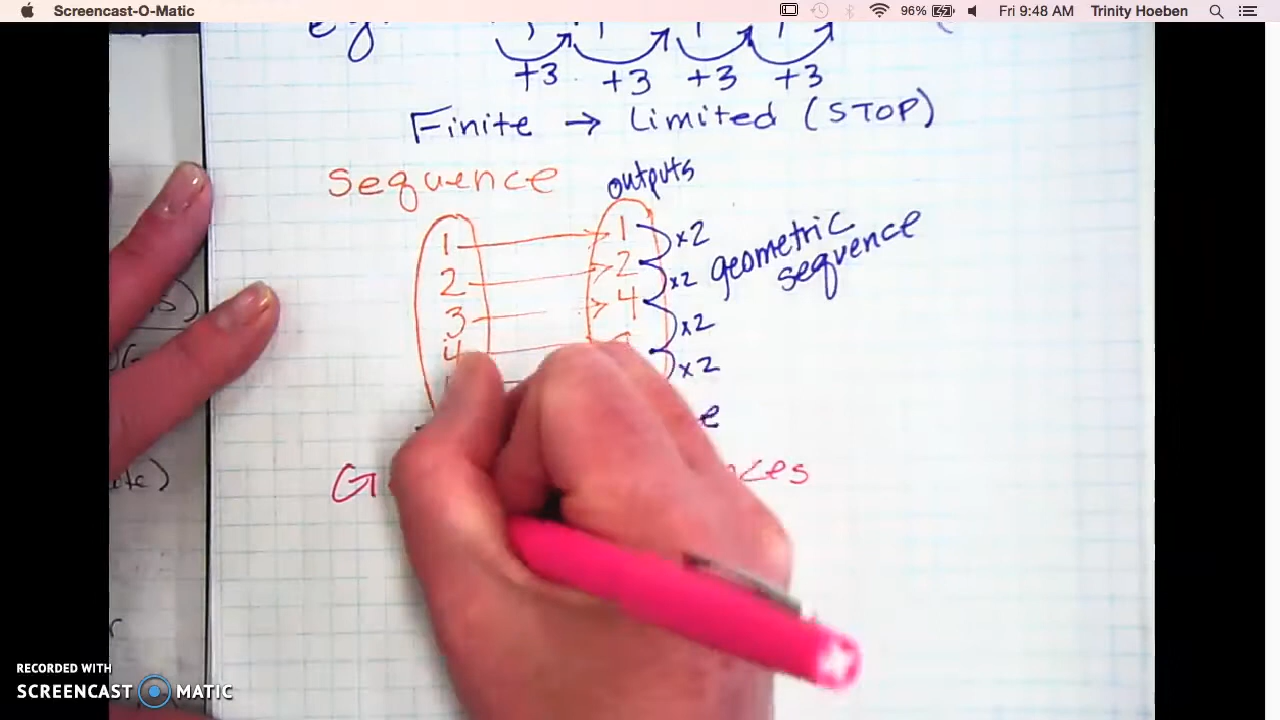 Screencast-O-Matic
96%
Fri 9:48 AM
Trinity Hoeben
eg.
+3 +3 +3 +3
Finite → Limited (STOP)
Sequence
outputs
1 1 x2
2 2 x2
3 4 x2
4 x2
geometric
sequence
RECORDED WITH
SCREENCAST MATIC